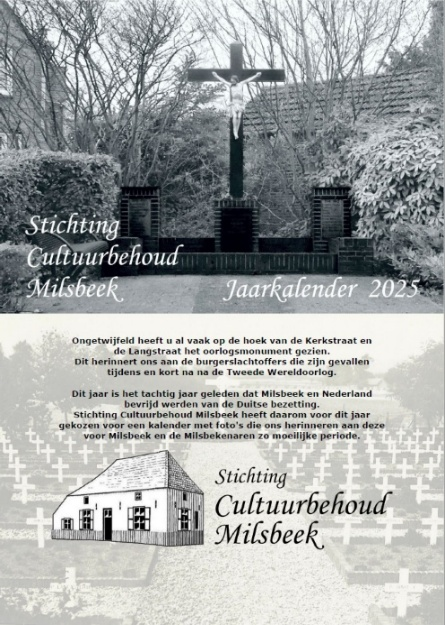 Stichting
Cultuurbehoud
Milsbeek
Jaarkalender 2025
Ongetwijfeld heeft u al vaak op de hoek van de Kerkstraat en
de Langstraat het oorlogsmonument gezien.
Dit herinnert ons aan de burgerslachtoffers die zijn gevallen
tijdens en kort na na de Tweede Wereldoorlog.
Dit jaar is het tachtig jaar geleden dat Milsbeek en Nederland
bevrijd werden van de Duitse bezetting.
Stichting Cultuurbehoud Milsbeek heeft daarom voor dit jaar
gekozen voor een kalender met foto's die ons herinneren aan deze
voor Milsbeek en de Milsbekenaren zo moeilijke periode.
Stichting
Cultuurbehoud
Milsbeek